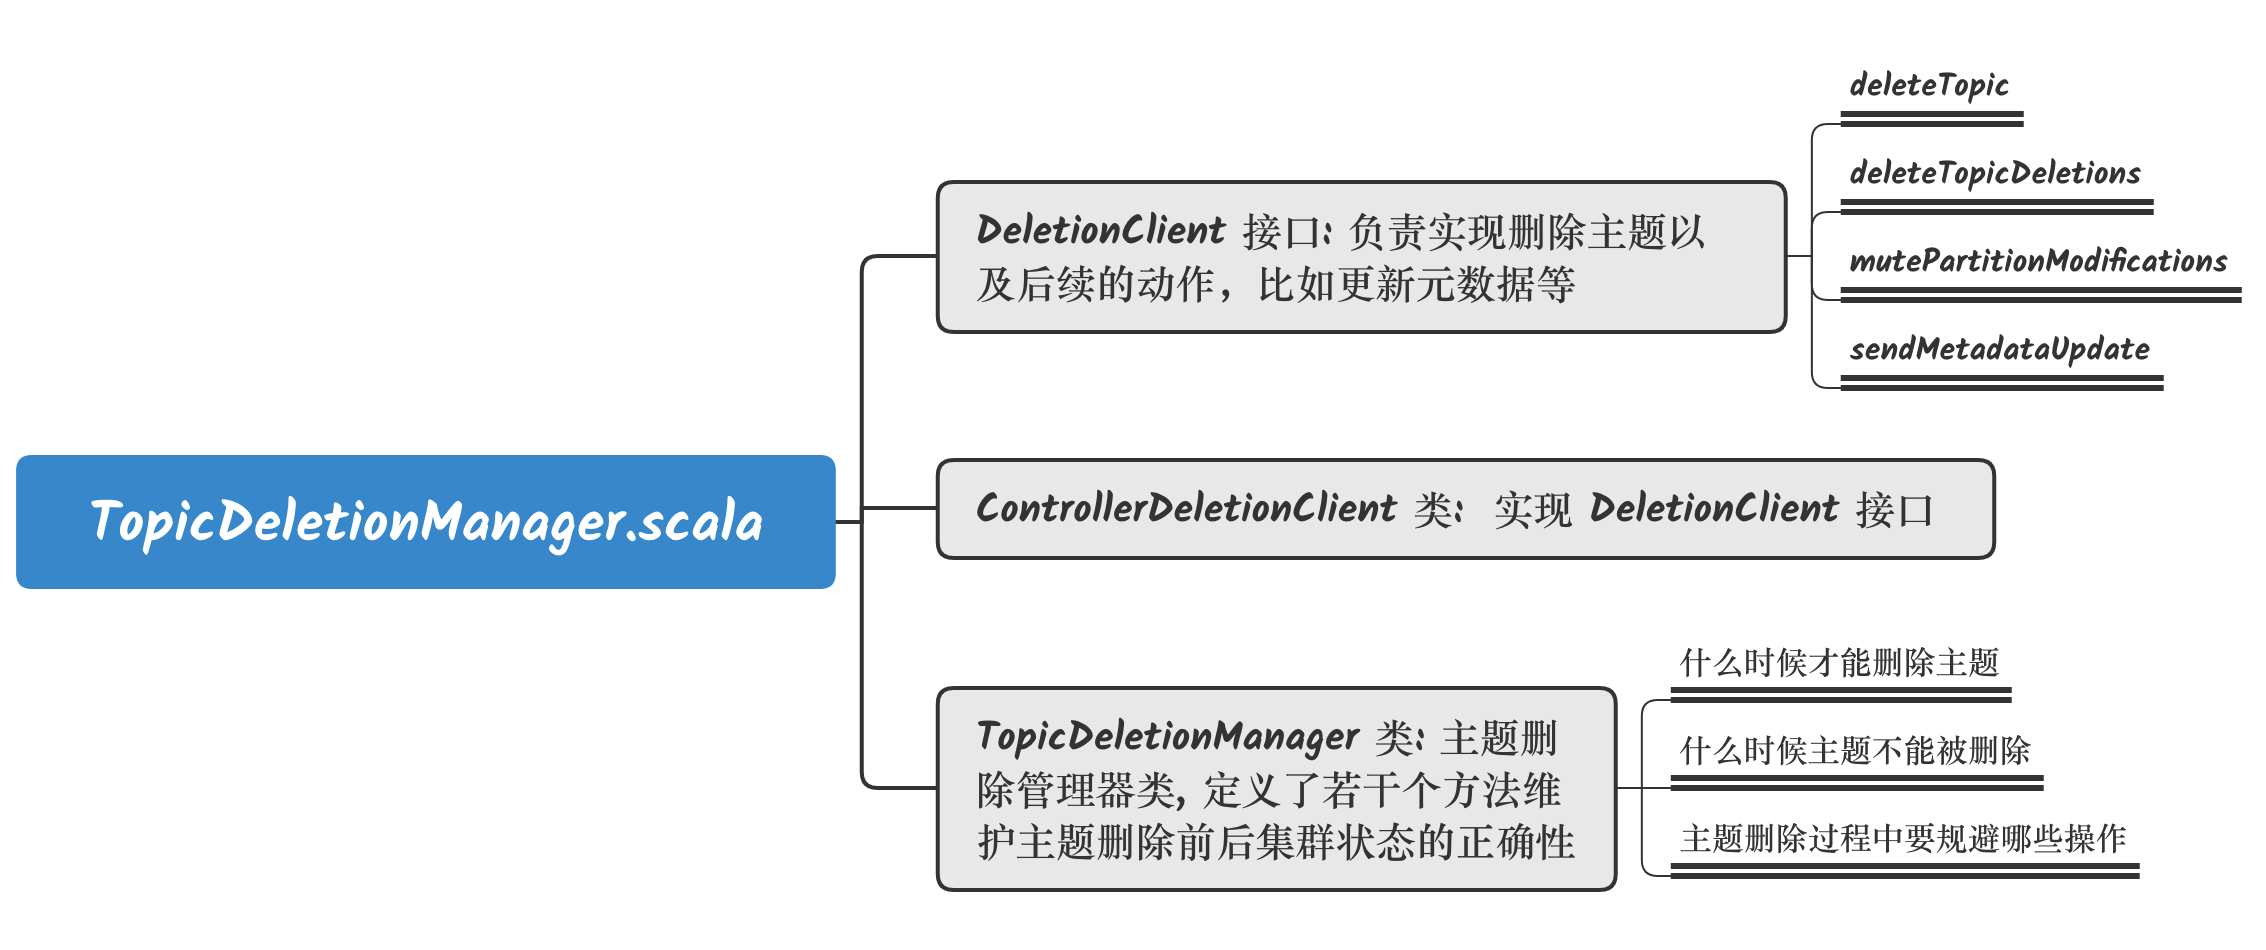 TopicDeletionManager.scala
DeletionClient 接口: 负责实现删除主题以
及后续的动作，比如更新元数据等
deleteTopic
deleteTopicDeletions
mutePartitionModifications
sendMetadataUpdate
ControllerDeletionClient 类: 实现 DeletionClient 接口
TopicDeletionManager 类: 主题删
除管理器类, 定义了若干个方法维
护主题删除前后集群状态的正确性
什么时候才能删除主题
什么时候主题不能被删除
主题删除过程中要规避哪些操作